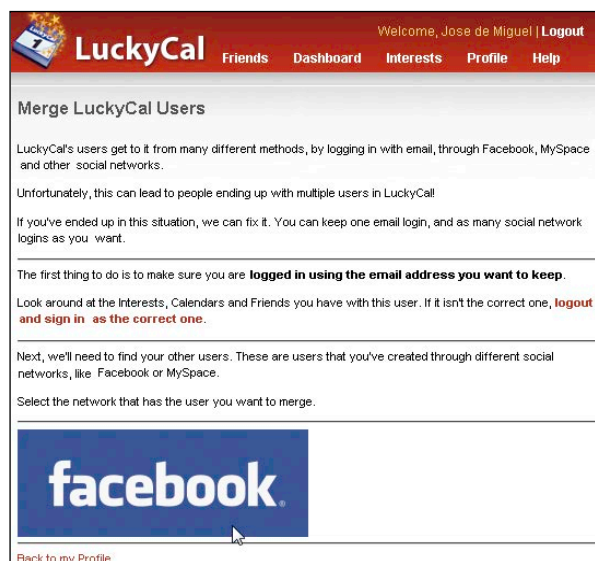 Welcome, Jose de Miguel | Logout
1
LuckyCal
Friends Dashboard Interests Profile Help
Merge LuckyCal Users
LuckyCal's users get to it from many different methods, by logging in with email, through Facebook, MySpace
and other social networks.
Unfortunately, this can lead to people ending up with multiple users in LuckyCal!
If you've ended up in this situation, we can fix it. You can keep one email login, and as many social network
logins as you want.
The first thing to do is to make sure you are logged in using the email address you want to keep.
Look around at the Interests, Calendars and Friends you have with this user. If it isn't the correct one, logout
and sign in as the correct one.
Next, we'll need to find your other users. These are users that you've created through different social
networks, like Facebook or MySpace.
Select the network that has the user you want to merge.
facebook®
Back to my Profile